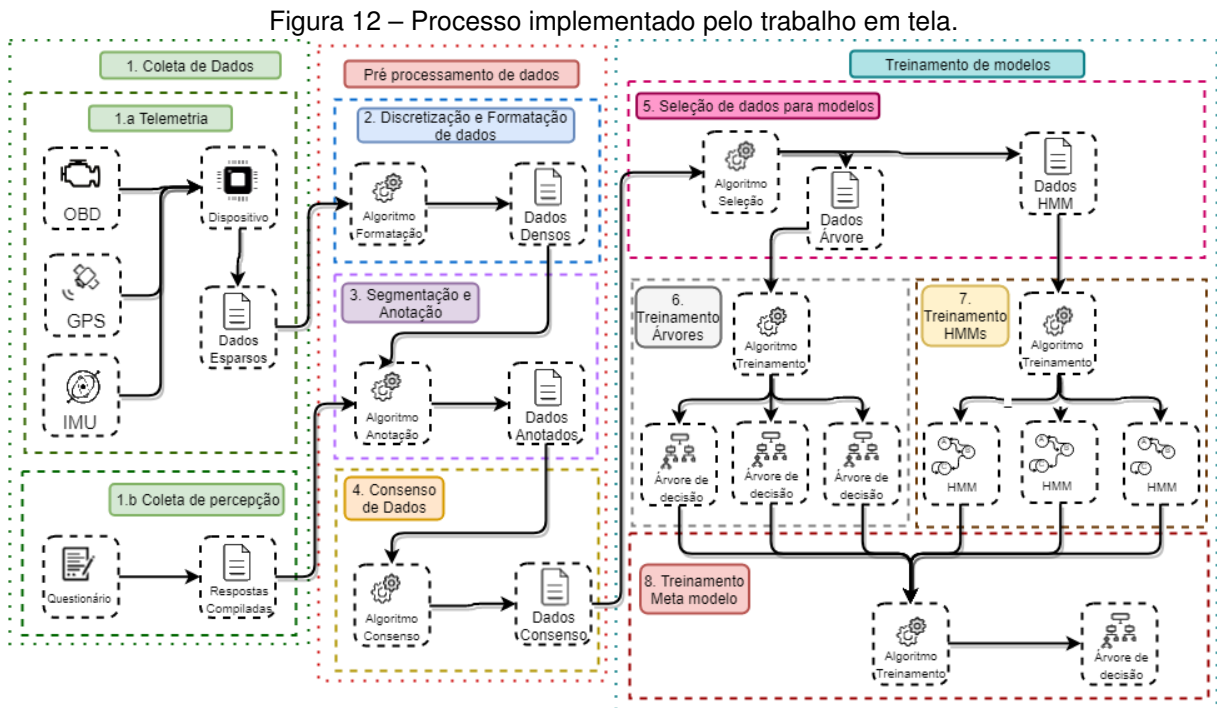 Figura 12 – Processo implementado pelo trabalho em tela.
1. Coleta de Dados
1.a Telemetria
OBD
Dispositivo
GPS
Dados
Esparsos
IMU
1.b Coleta de percepção
Questionário
Respostas
Compiladas
Pré processamento de dados
2. Discretização e Formatação
de dados
Algoritmo
Formatação
Dados
Densos
3. Segmentação e
Anotação
Algoritmo
Anotação
Dados
Anotados
4. Consenso
de Dados
Algoritmo
Consenso
Dados
Consenso
Treinamento de modelos
5. Seleção de dados para modelos
Algoritmo
Seleção
Dados
Árvore
Dados
HMM
6.
Treinamento
Árvores
Algoritmo
Treinamento
Árvore de
decisão
Árvore de
decisão
Árvore de
decisão
7.
Treinamento
HMMs
Algoritmo
Treinamento
HMM
HMM
HMM
8. Treinamento
Meta modelo
Algoritmo
Treinamento
Árvore de
decisão